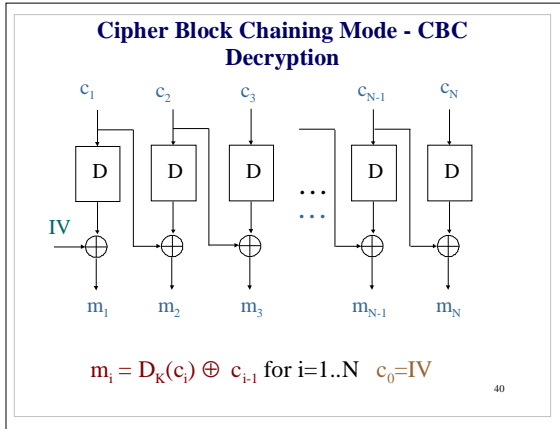 Cipher Block Chaining Mode - CBC
Decryption
c1 c2 c3 cN-1 cN
D D D D D
... 
...
IV
m1 m2 m3 mN-1 mN
mi = DK(ci) ⊕ ci-1 for i=1..N c0=IV
40